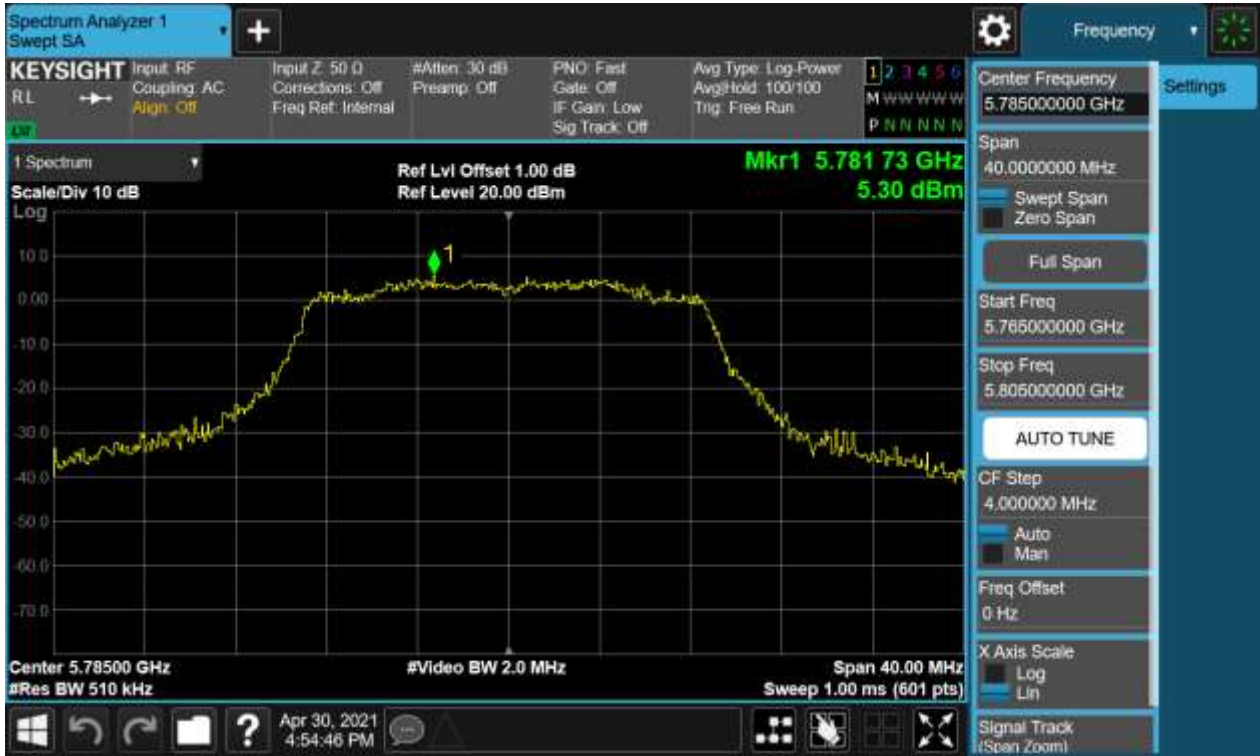 Spectrum Analyzer 1
Swept SA
+
Frequency
KEYSIGHT
RL
Input: RF
Coupling: AC
Align: Off
Input Z: 50 Ω
Corrections: Off
Freq Ref: Internal
#Atten: 30 dB
Preamp: Off
PNO: Fast
Gate: Off
IF Gain: Low
Sig Track: Off
Avg Type: Log-Power
Avg|Hold: 100/100
Trig: Free Run
1 2 3 4 5 6
M W W W W W
P N N N N N
1 Spectrum
Scale/Div 10 dB
Ref Lvl Offset 1.00 dB
Ref Level 20.00 dBm
Mkr1 5.781 73 GHz
5.30 dBm
Log
1
10.0
0.00
-10.0
-20.0
-30.0
-40.0
-50.0
-60.0
-70.0
Center 5.78500 GHz
#Res BW 510 kHz
#Video BW 2.0 MHz
Span 40.00 MHz
Sweep 1.00 ms (601 pts)
?
Apr 30, 2021
4:54:46 PM
Center Frequency
5.785000000 GHz
Settings
Span
40.0000000 MHz
Swept Span
Zero Span
Full Span
Start Freq
5.765000000 GHz
Stop Freq
5.805000000 GHz
AUTO TUNE
CF Step
4.000000 MHz
Auto
Man
Freq Offset
0 Hz
X Axis Scale
Log
Lin
Signal Track
(Span Zoom)